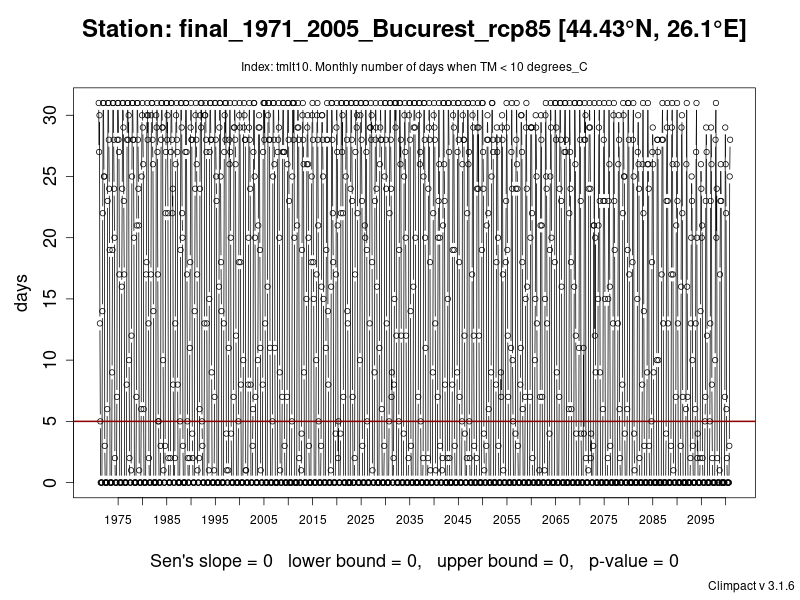 Station: final_1971_2005_Bucurest_rcp85 [44.43°N, 26.1°E]
Index: tmlt10. Monthly number of days when TM < 10 degrees_C
days
30
25
20
15
10
5
0
1975 1985 1995 2005 2015 2025 2035 2045 2055 2065 2075 2085 2095
Sen's slope = 0 lower bound = 0, upper bound = 0, p-value = 0
Climpact v 3.1.6